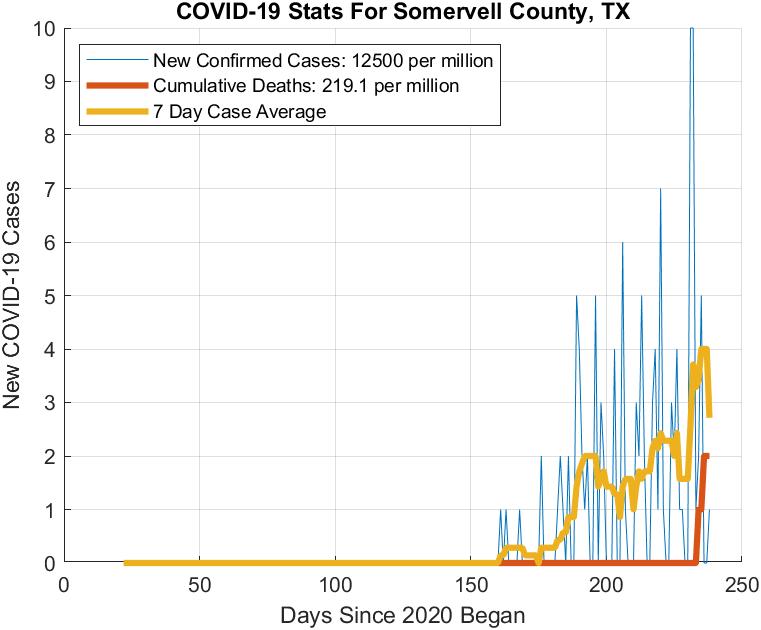 COVID-19 Stats For Somervell County, TX
New Confirmed Cases: 12500 per million
Cumulative Deaths: 219.1 per million
7 Day Case Average
New COVID-19 Cases
10
9
8
7
6
5
4
3
2
1
0
0 50 100 150 200 250
Days Since 2020 Began